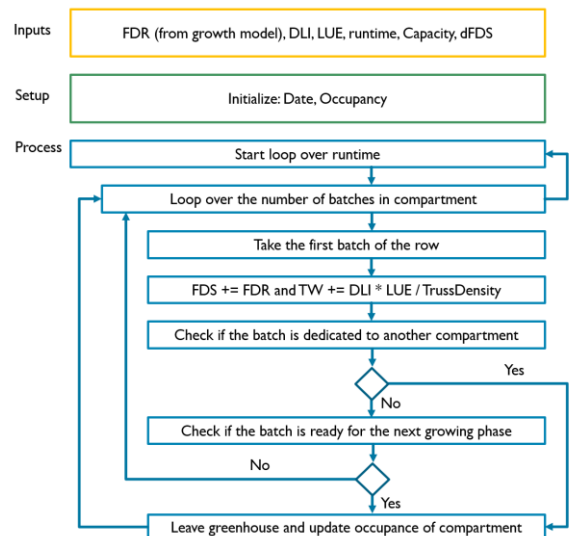 Inputs
FDR (from growth model), DLI, LUE, runtime, Capacity, dFDS
Setup
Initialize: Date, Occupancy
Process
Start loop over runtime
Loop over the number of batches in compartment
Take the first batch of the row
FDS += FDR and TW += DLI * LUE / TrussDensity
Check if the batch is dedicated to another compartment
Yes
No
Check if the batch is ready for the next growing phase
No
Yes
Leave greenhouse and update occupance of compartment